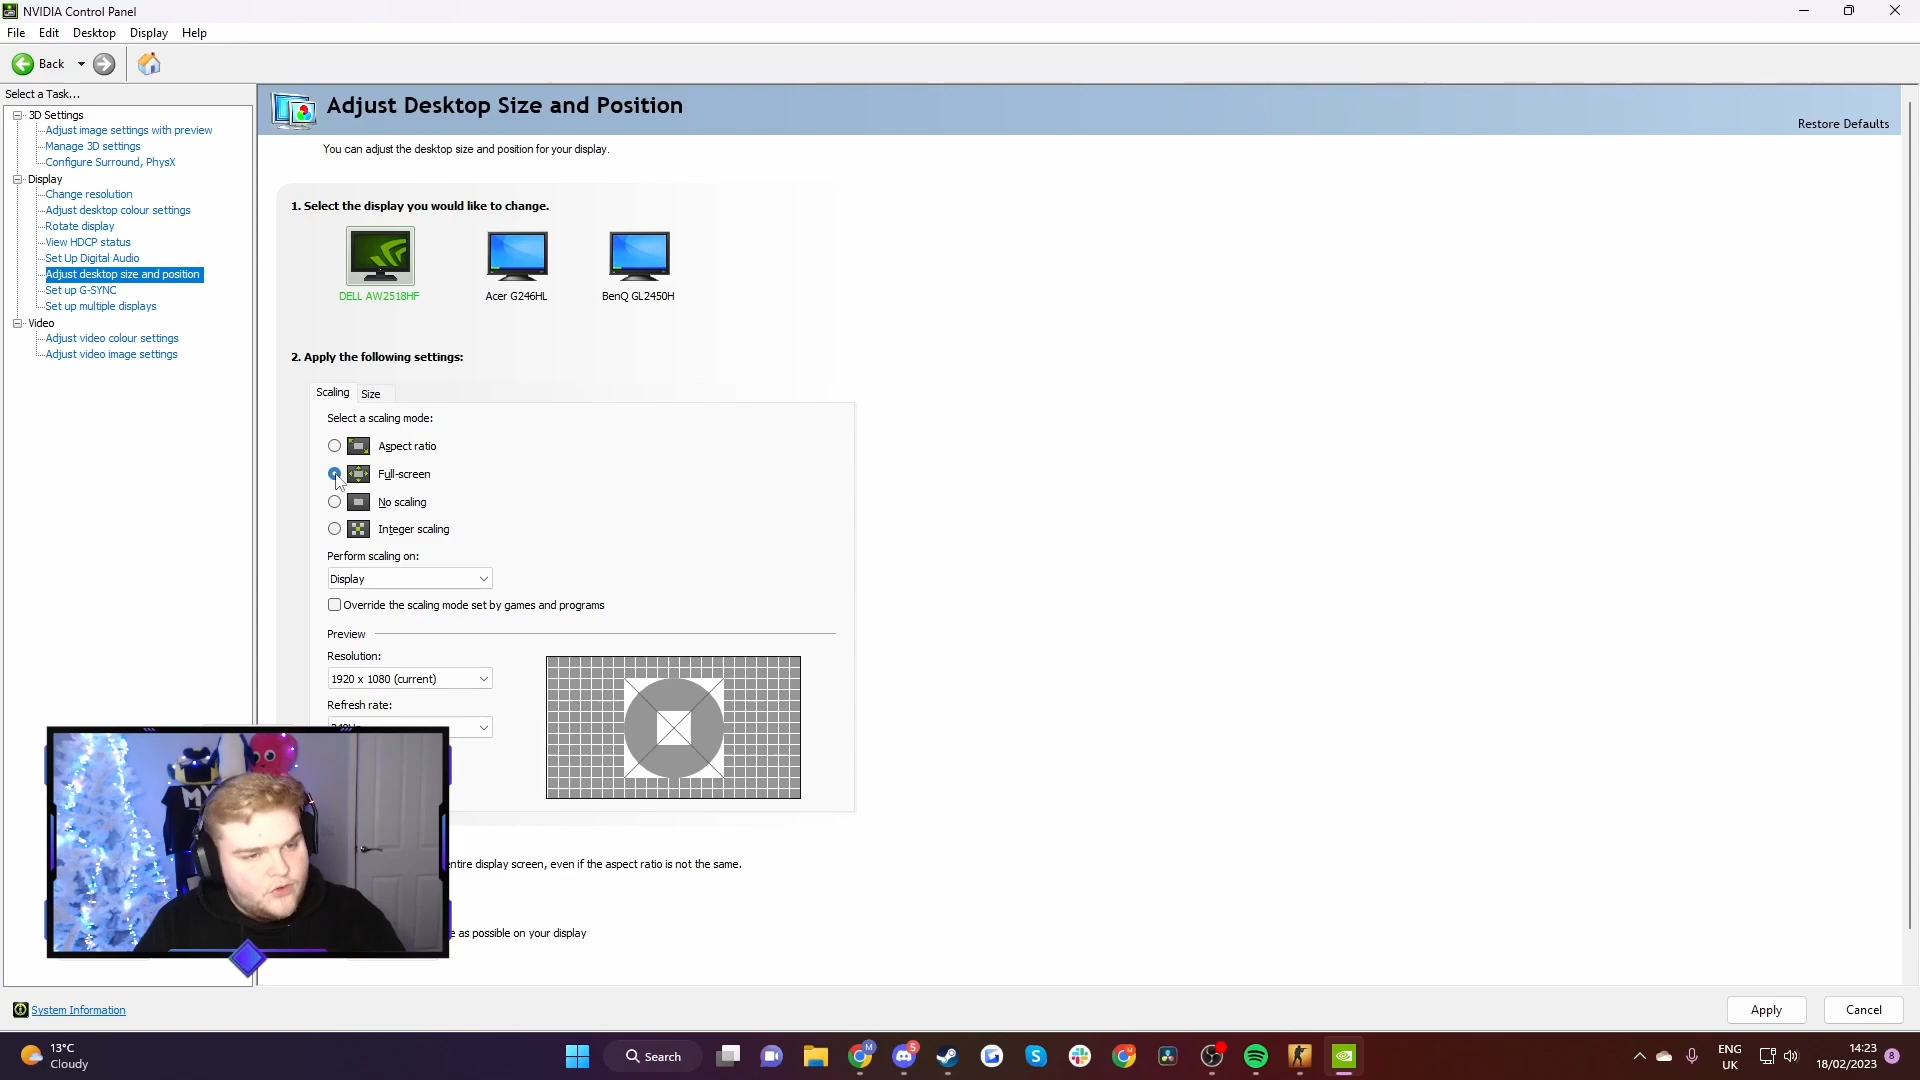 NVIDIA Control Panel
File Edit Desktop Display Help
Back
Select a Task...
3D Settings
Adjust image settings with preview
Manage 3D settings
Configure Surround, PhysX
Display
Change resolution
Adjust desktop colour settings
Rotate display
View HDCP status
Set Up Digital Audio
Adjust desktop size and position
Set up G-SYNC
Set up multiple displays
Video
Adjust video colour settings
Adjust video image settings
Adjust Desktop Size and Position
Restore Defaults
You can adjust the desktop size and position for your display.
1. Select the display you would like to change.
DELL AW2518HF Acer G246HL BenQ GL2450H
2. Apply the following settings:
Scaling Size
Select a scaling mode:
Aspect ratio
Full-screen
No scaling
Integer scaling
Perform scaling on:
Display
Override the scaling mode set by games and programs
Preview
Resolution:
1920 x 1080 (current)
Refresh rate:
entire display screen, even if the aspect ratio is not the same.
e as possible on your display
System Information
Apply Cancel
13°C
Cloudy
Search
M
5
ENG
UK
14:23
18/02/2023
8